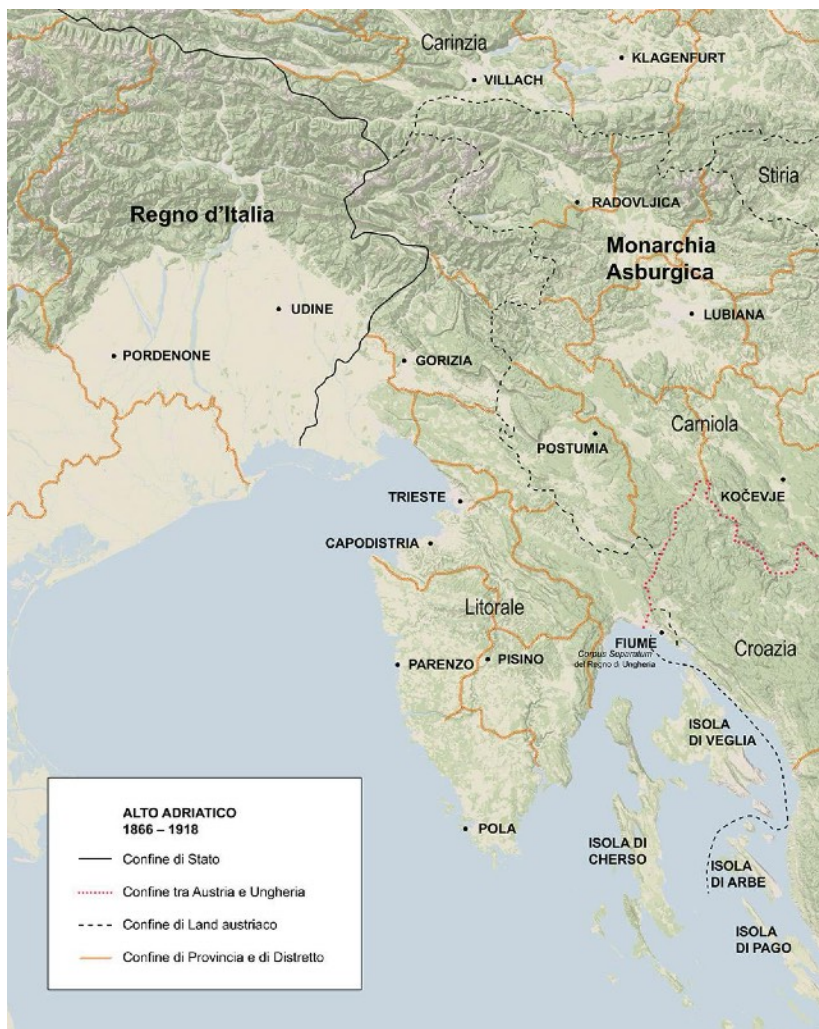 Carinzia
KLAGENFURT
VILLACH
Stiria
RADOVLJICA
Regno d'Italia
Monarchia
Asburgica
UDINE
LUBIANA
PORDENONE
GORIZIA
Carniola
POSTUMIA
KOČEVJE
TRIESTE
CAPODISTRIA
Litorale
FIUME
Corpus Separatum
del Regno di Ungheria
Croazia
PARENZO
PISINO
ISOLA
DI VEGLIA
ALTO ADRIATICO
1866 – 1918
Confine di Stato
Confine tra Austria e Ungheria
Confine di Land austriaco
Confine di Provincia e di Distretto
POLA
ISOLA DI
CHERSO
ISOLA
DI ARBE
ISOLA
DI PAGO